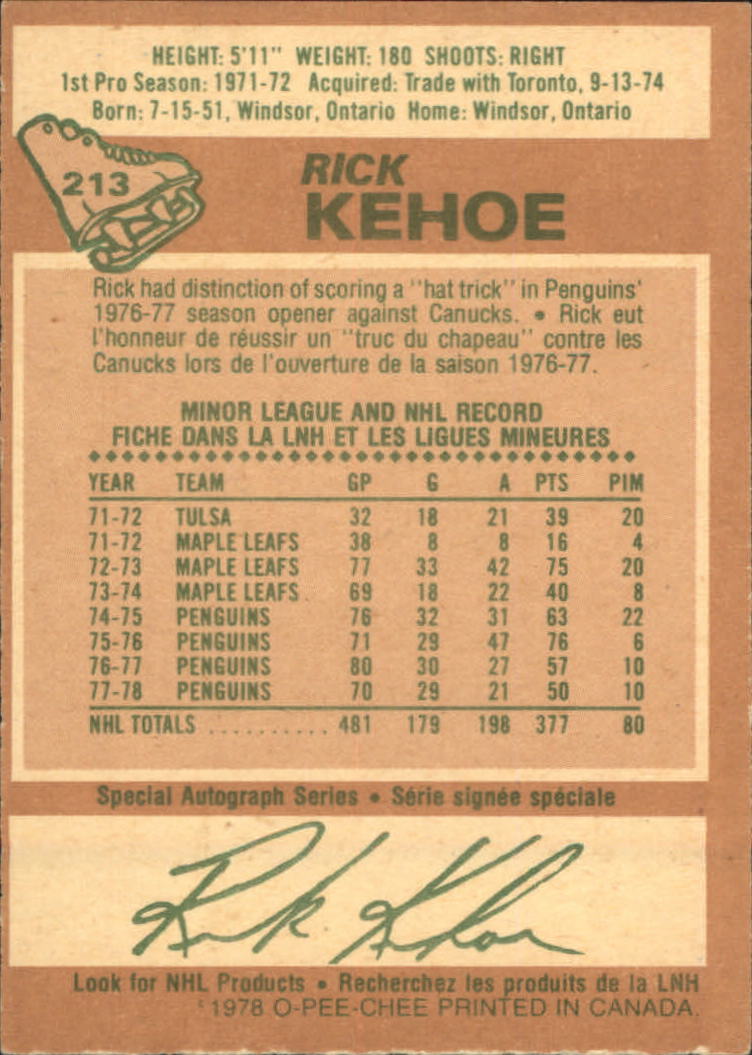 HEIGHT: 5'11" WEIGHT: 180 SHOOTS: RIGHT
1st Pro Season: 1971-72 Acquired: Trade with Toronto, 9-13-74
Born: 7-15-51, Windsor, Ontario Home: Windsor, Ontario
213
RICK
KEHOE
Rick had distinction of scoring a "hat trick" in Penguins'
1976-77 season opener against Canucks. • Rick eut
l'honneur de réussir un "truc du chapeau" contre les
Canucks lors de l'ouverture de la saison 1976-77.
MINOR LEAGUE AND NHL RECORD
FICHE DANS LA LNH ET LES LIGUES MINEURES
YEAR TEAM GP G A PTS PIM
71-72 TULSA 32 18 21 39 20
71-72 MAPLE LEAFS 38 8 8 16 4
72-73 MAPLE LEAFS 77 33 42 75 20
73-74 MAPLE LEAFS 69 18 22 40 8
74-75 PENGUINS 76 32 31 63 22
75-76 PENGUINS 71 29 47 76 6
76-77 PENGUINS 80 30 27 57 10
77-78 PENGUINS 70 29 21 50 10
NHL TOTALS .......... 481 179 198 377 80
Special Autograph Series • Série signée spéciale
Rick Kehoe
Look for NHL Products • Recherchez les produits de la LNH
©1978 O-PEE-CHEE PRINTED IN CANADA.